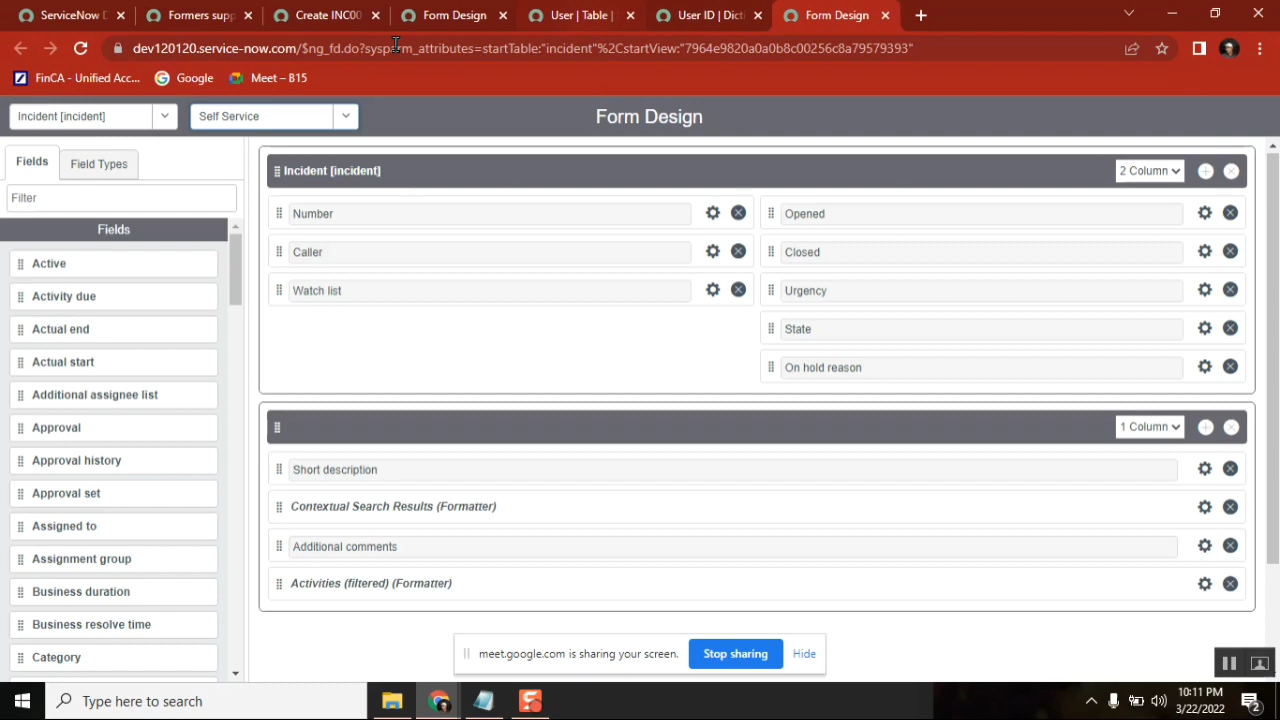 ServiceNow D
Formers supp
Create INC00
Form Design
User | Table |
User ID | Dicti
Form Design
dev120120.service-now.com/$ng_fd.do?sysparm_attributes=startTable:"incident"%2CstartView:"7964e9820a0a0b8c00256c8a79579393"
FinCA - Unified Acc...
Google
Meet – B15
Incident [incident]
Self Service
Form Design
Fields
Field Types
Filter
Fields
Active
Activity due
Actual end
Actual start
Additional assignee list
Approval
Approval history
Approval set
Assigned to
Assignment group
Business duration
Business resolve time
Category
Incident [incident]
2 Column
Number
Opened
Caller
Closed
Watch list
Urgency
State
On hold reason
1 Column
Short description
Contextual Search Results (Formatter)
Additional comments
Activities (filtered) (Formatter)
meet.google.com is sharing your screen.
Stop sharing
Hide
Type here to search
10:11 PM
3/22/2022
2